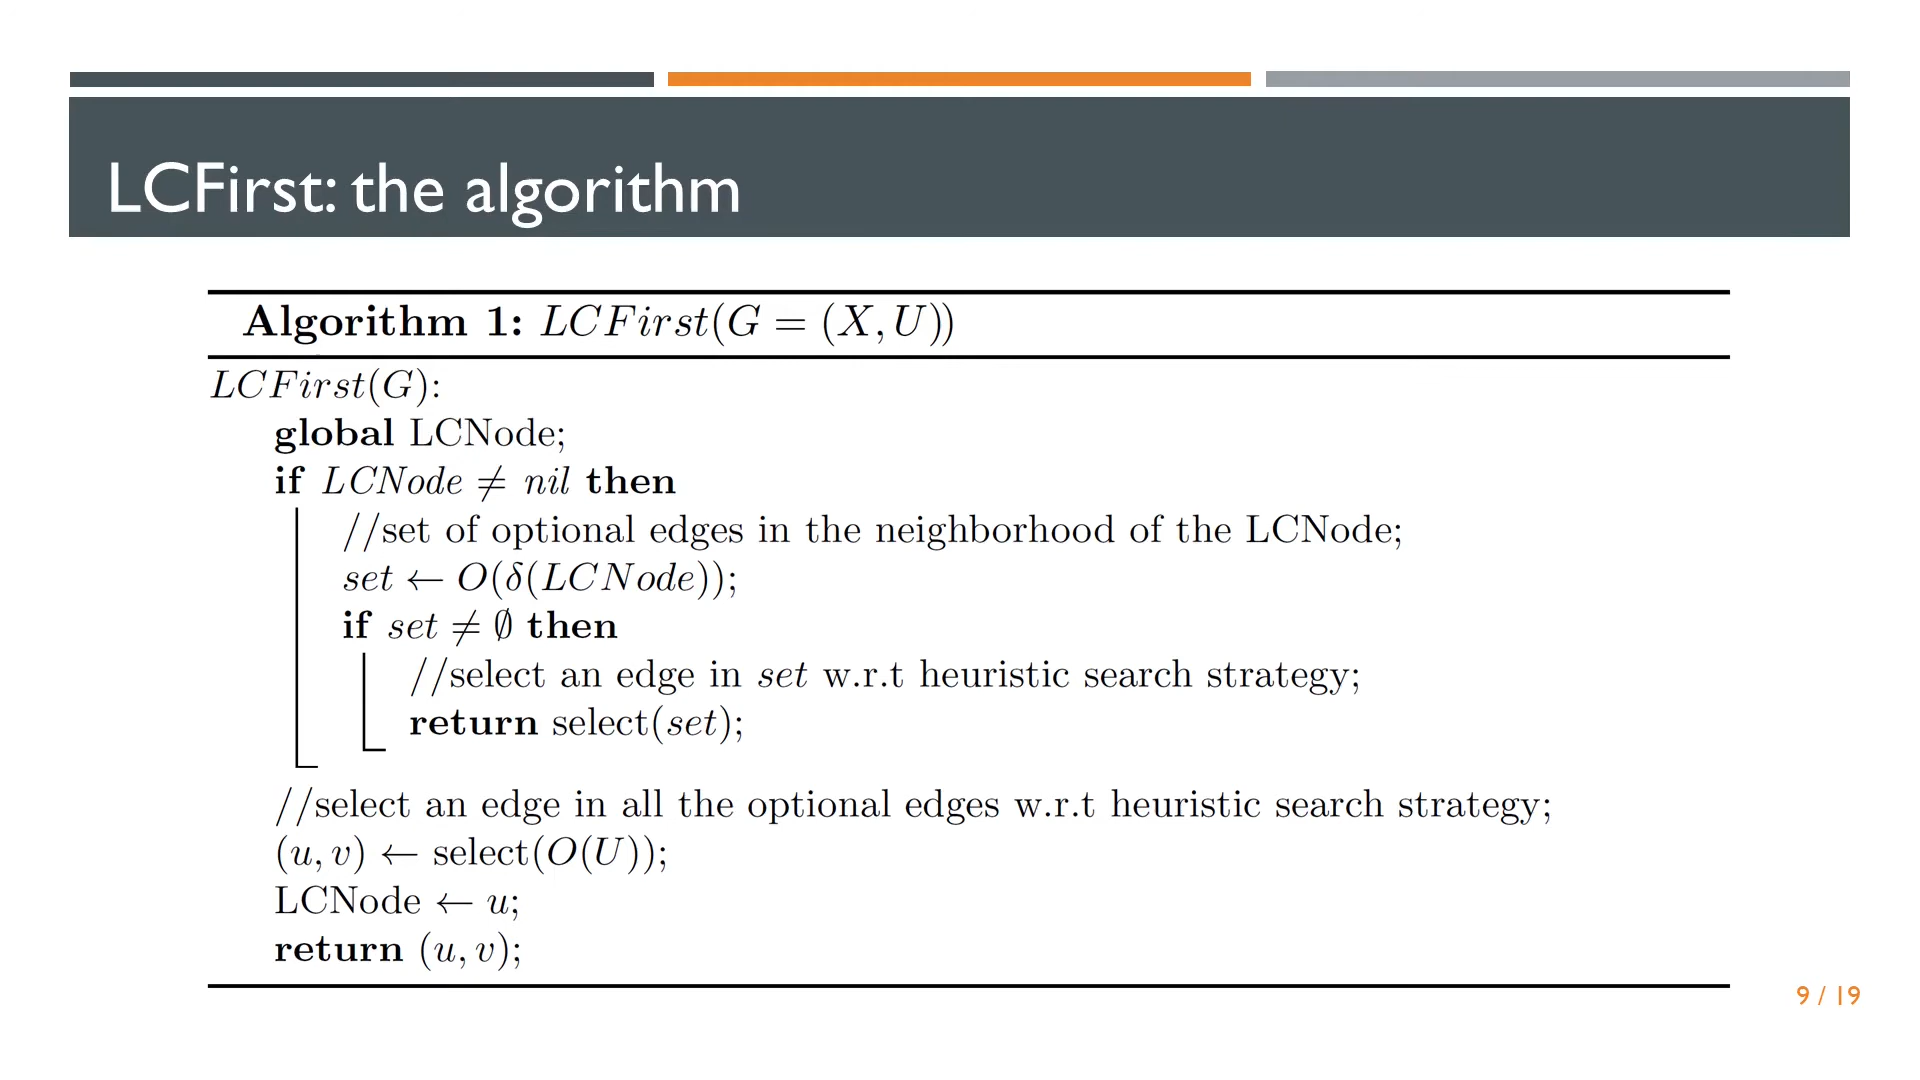 LCFirst: the algorithm
Algorithm 1: LCFirst(G = (X, U))
LCFirst(G):
global LCNode;
if LCNode ≠ nil then
//set of optional edges in the neighborhood of the LCNode;
set ← O(δ(LCNode));
if set ≠ ∅ then
//select an edge in set w.r.t heuristic search strategy;
return select(set);
//select an edge in all the optional edges w.r.t heuristic search strategy;
(u, v) ← select(O(U));
LCNode ← u;
return (u, v);
9 / 19